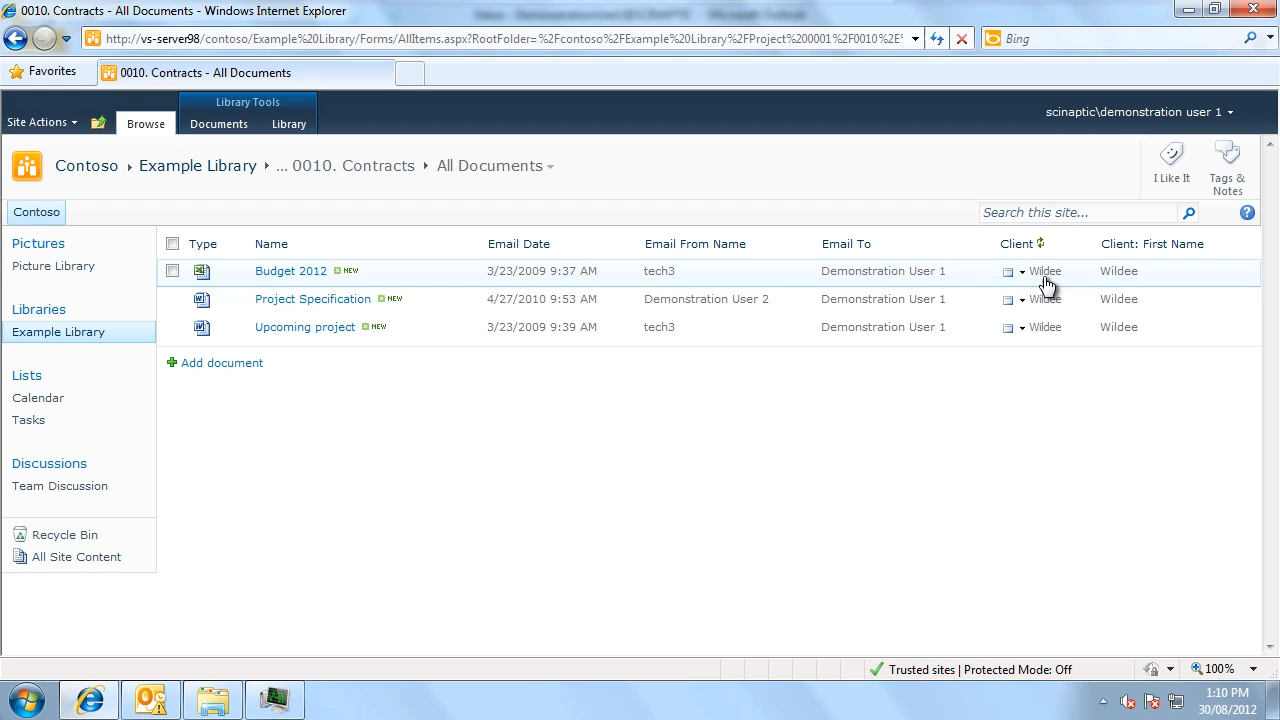 0010. Contracts - All Documents - Windows Internet Explorer
http://vs-server98/contoso/Example%20Library/Forms/AllItems.aspx?RootFolder=%2Fcontoso%2FExample%20Library%2FProject%200001%2F0010%2E%
Bing
Favorites
0010. Contracts - All Documents
Library Tools
Site Actions
Browse
Documents
Library
scinaptic\demonstration user 1
Contoso
Example Library
... 0010. Contracts
All Documents
I Like It
Tags &
Notes
Contoso
Search this site...
Pictures
Picture Library
Libraries
Example Library
Lists
Calendar
Tasks
Discussions
Team Discussion
Recycle Bin
All Site Content
Type Name Email Date Email From Name Email To Client Client: First Name
Budget 2012 NEW 3/23/2009 9:37 AM tech3 Demonstration User 1 Wildee Wildee
Project Specification NEW 4/27/2010 9:53 AM Demonstration User 2 Demonstration User 1 Wildee Wildee
Upcoming project NEW 3/23/2009 9:39 AM tech3 Demonstration User 1 Wildee Wildee
Add document
Trusted sites | Protected Mode: Off
100%
1:10 PM
30/08/2012